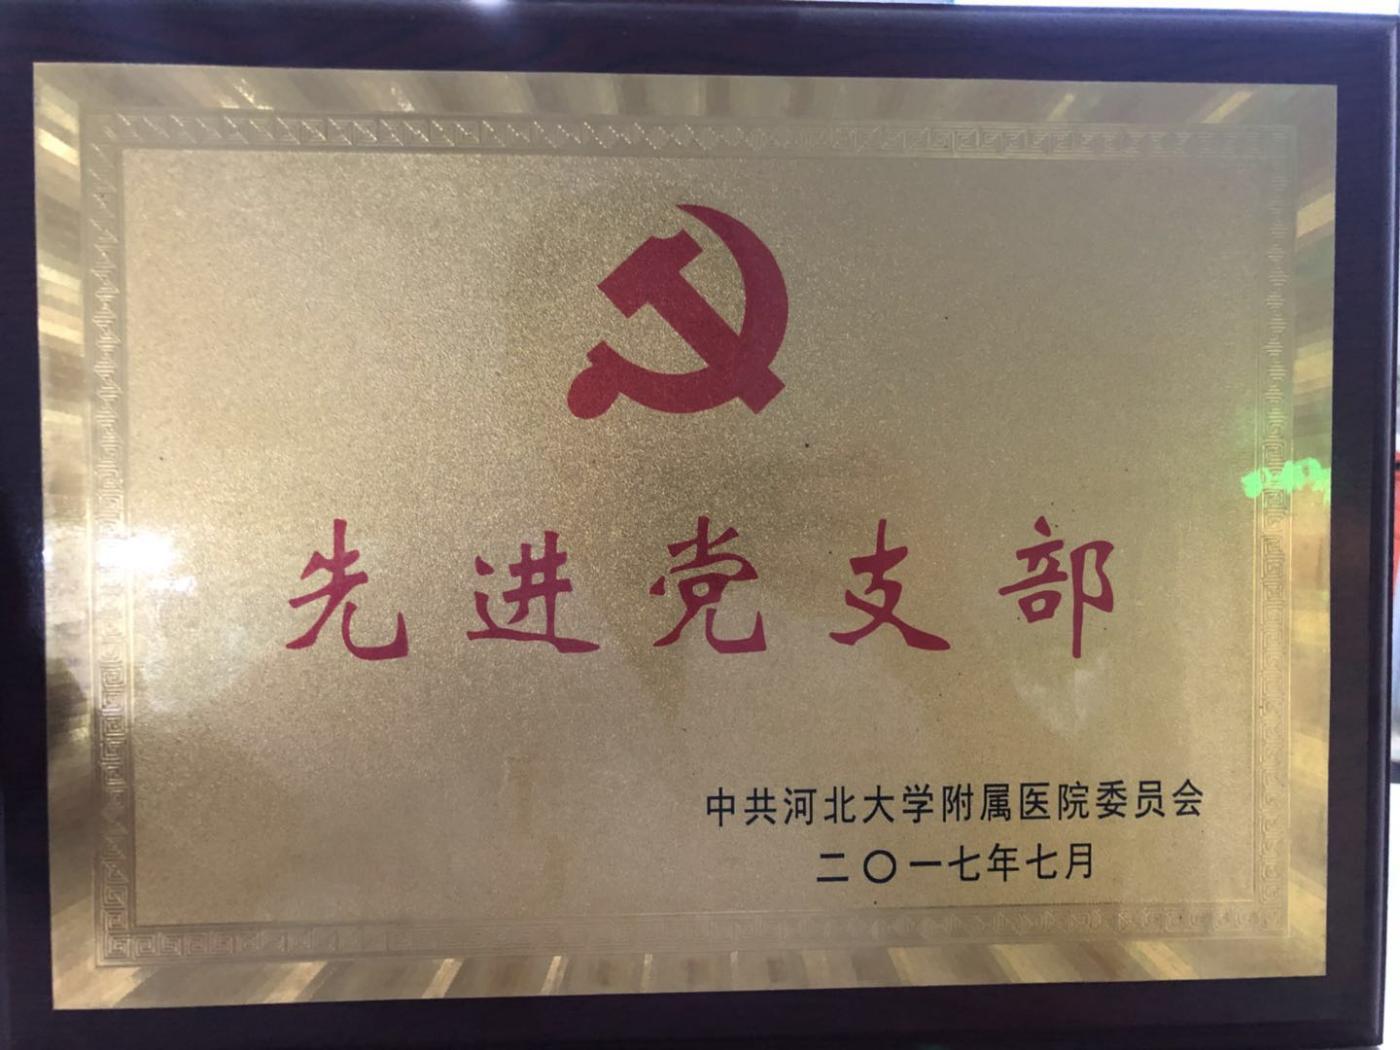 先进党支部
中共河北大学附属医院委员会
二〇一七年七月